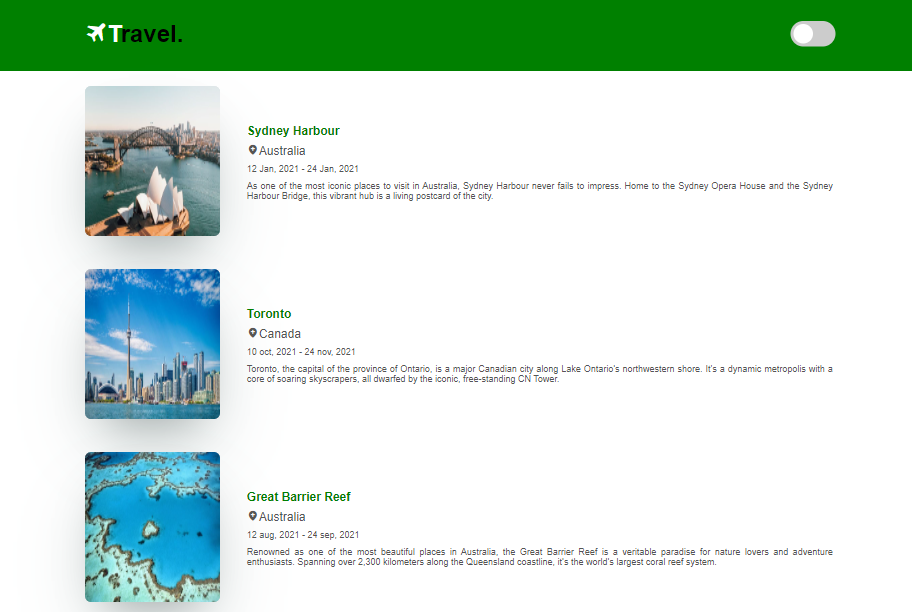 Travel.
Sydney Harbour
Australia
12 Jan, 2021 - 24 Jan, 2021
As one of the most iconic places to visit in Australia, Sydney Harbour never fails to impress. Home to the Sydney Opera House and the Sydney
Harbour Bridge, this vibrant hub is a living postcard of the city.
Toronto
Canada
10 oct, 2021 - 24 nov, 2021
Toronto, the capital of the province of Ontario, is a major Canadian city along Lake Ontario's northwestern shore. It's a dynamic metropolis with a
core of soaring skyscrapers, all dwarfed by the iconic, free-standing CN Tower.
Great Barrier Reef
Australia
12 aug, 2021 - 24 sep, 2021
Renowned as one of the most beautiful places in Australia, the Great Barrier Reef is a veritable paradise for nature lovers and adventure
enthusiasts. Spanning over 2,300 kilometers along the Queensland coastline, it's the world's largest coral reef system.